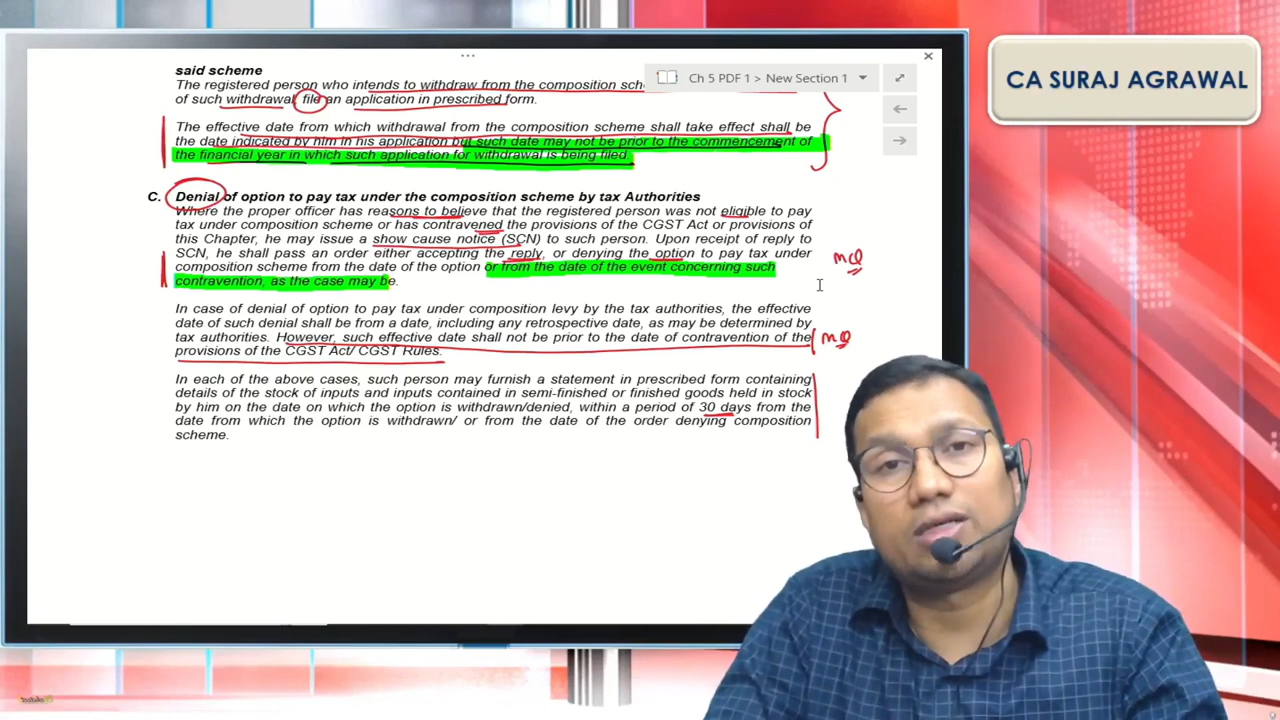 said scheme
The registered person who intends to withdraw from the composition sch
of such withdrawal file an application in prescribed form.
Ch 5 PDF 1 > New Section 1
CA SURAJ AGRAWAL
The effective date from which withdrawal from the composition scheme shall take effect shall be
the date indicated by him in his application but such date may not be prior to the commencement of
the financial year in which such application for withdrawal is being filed.
C. Denial of option to pay tax under the composition scheme by tax Authorities
Where the proper officer has reasons to believe that the registered person was not eligible to pay
tax under composition scheme or has contravened the provisions of the CGST Act or provisions of
this Chapter, he may issue a show cause notice (SCN) to such person. Upon receipt of reply to
SCN, he shall pass an order either accepting the reply, or denying the option to pay tax under
composition scheme from the date of the option or from the date of the event concerning such
contravention, as the case may be.
MCQ
In case of denial of option to pay tax under composition levy by the tax authorities, the effective
date of such denial shall be from a date, including any retrospective date, as may be determined by
tax authorities. However, such effective date shall not be prior to the date of contravention of the
provisions of the CGST Act/ CGST Rules.
MCQ
In each of the above cases, such person may furnish a statement in prescribed form containing
details of the stock of inputs and inputs contained in semi-finished or finished goods held in stock
by him on the date on which the option is withdrawn/denied, within a period of 30 days from the
date from which the option is withdrawn/ or from the date of the order denying composition
scheme.